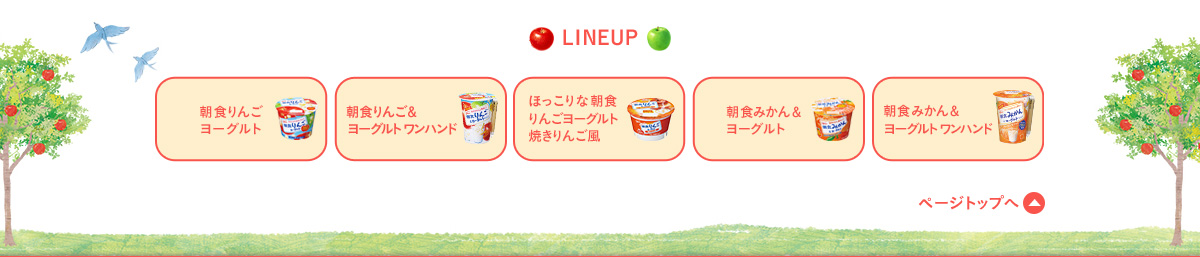 LINEUP
朝食りんご
ヨーグルト
朝食りんご&
ヨーグルト ワンハンド
ほっこりな 朝食
りんごヨーグルト
焼きりんご風
朝食みかん&
ヨーグルト
朝食みかん&
ヨーグルト ワンハンド
ページトップへ